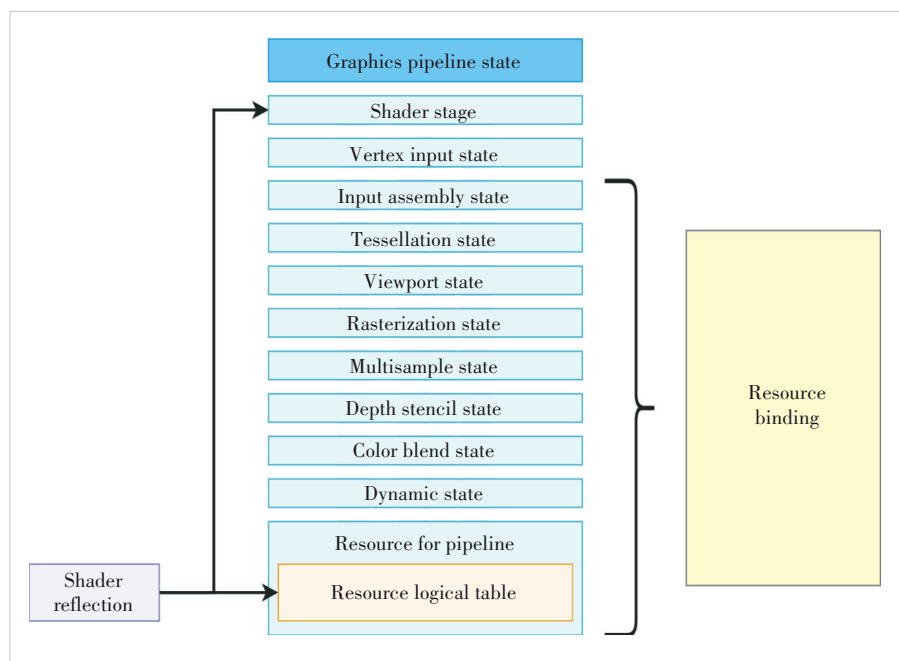 Graphics pipeline state
Shader stage
Vertex input state
Input assembly state
Tessellation state
Viewport state
Rasterization state
Multisample state
Depth stencil state
Color blend state
Dynamic state
Resource for pipeline
Resource logical table
Shader
reflection
Resource
binding